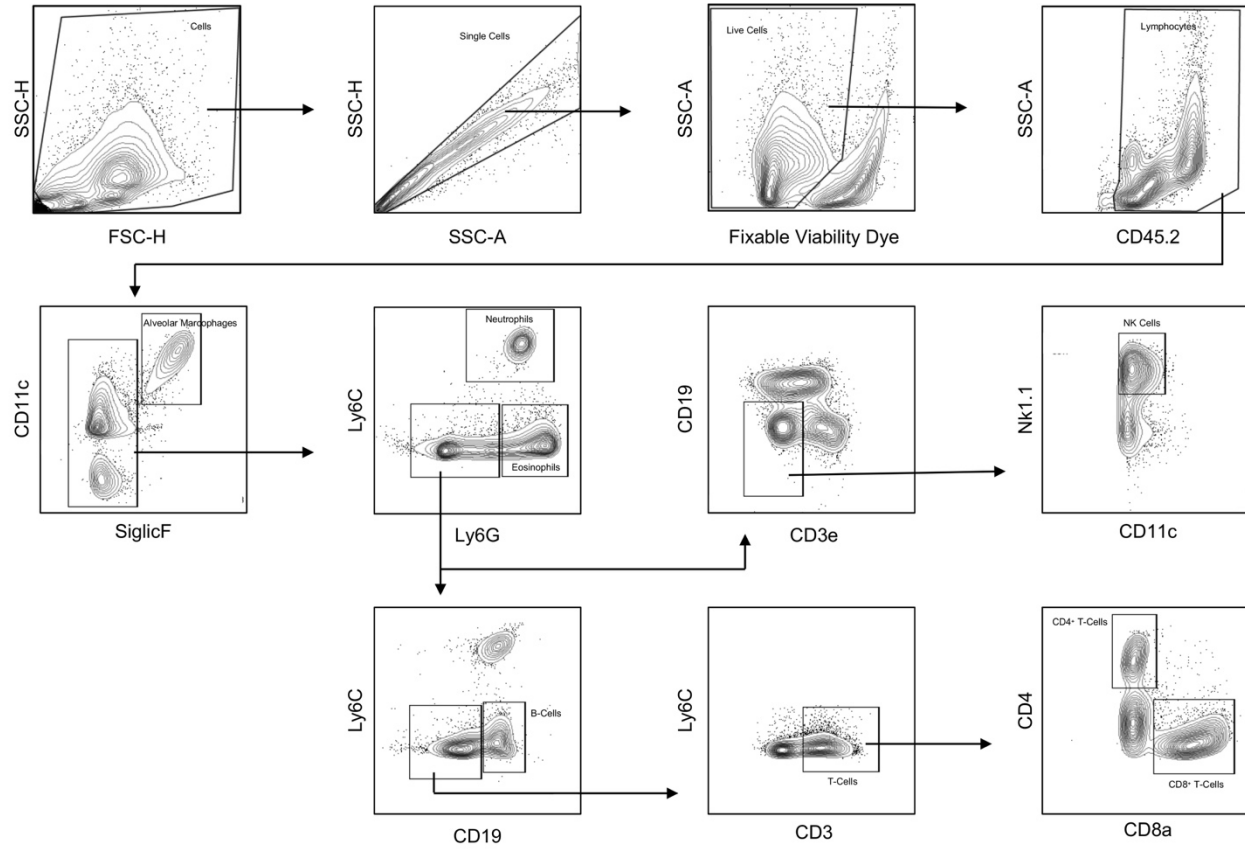 SSC-H
Cells
FSC-H
SSC-H
Single Cells
SSC-A
SSC-A
Live Cells
Fixable Viability Dye
SSC-A
Lymphocytes
CD45.2
CD11c
Alveolar Marcophages
SiglicF
Ly6C
Neutrophils
Eosinophils
Ly6G
CD19
CD3e
Nk1.1
NK Cells
CD11c
Ly6C
B-Cells
CD19
Ly6C
T-Cells
CD3
CD4
CD4⁺ T-Cells
CD8⁺ T-Cells
CD8a